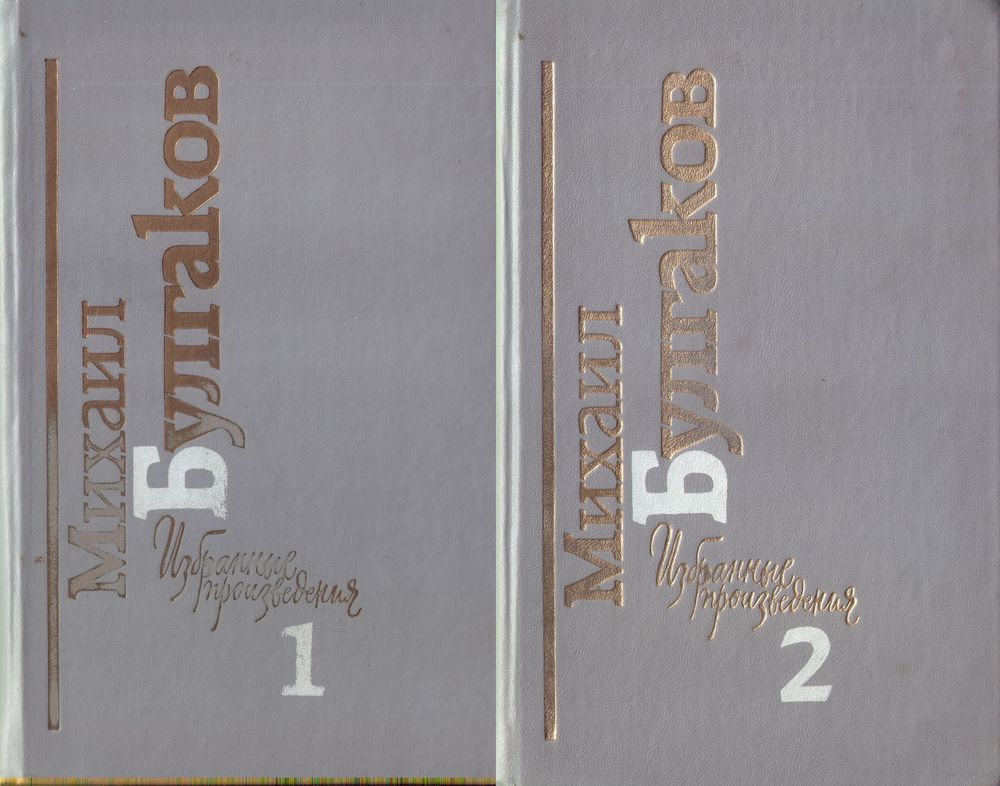 Михаил
Булгаков
Избранные
произведения
1
Михаил
Булгаков
Избранные
произведения
2